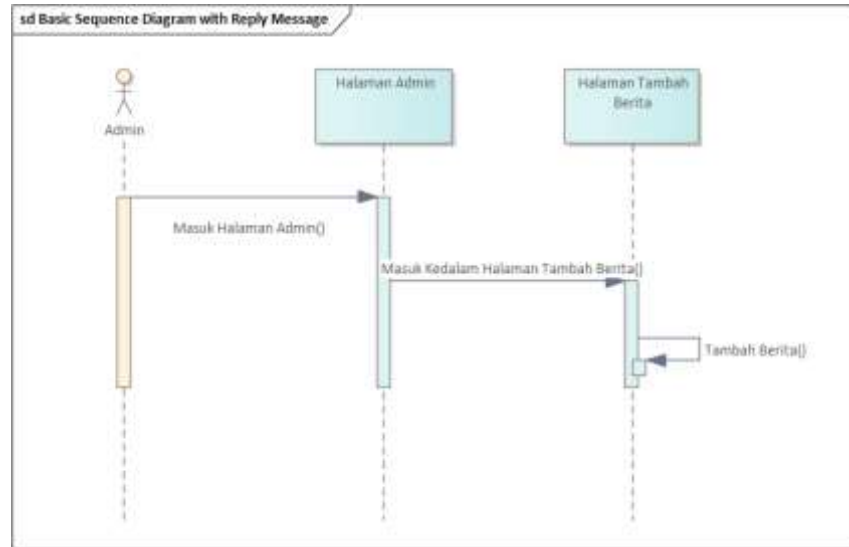 sd Basic Sequence Diagram with Reply Message
Halaman Admin
Halaman Tambah
Berita
Admin
Masuk Halaman Admin()
Masuk Kedalam Halaman Tambah Berita()
Tambah Berita()